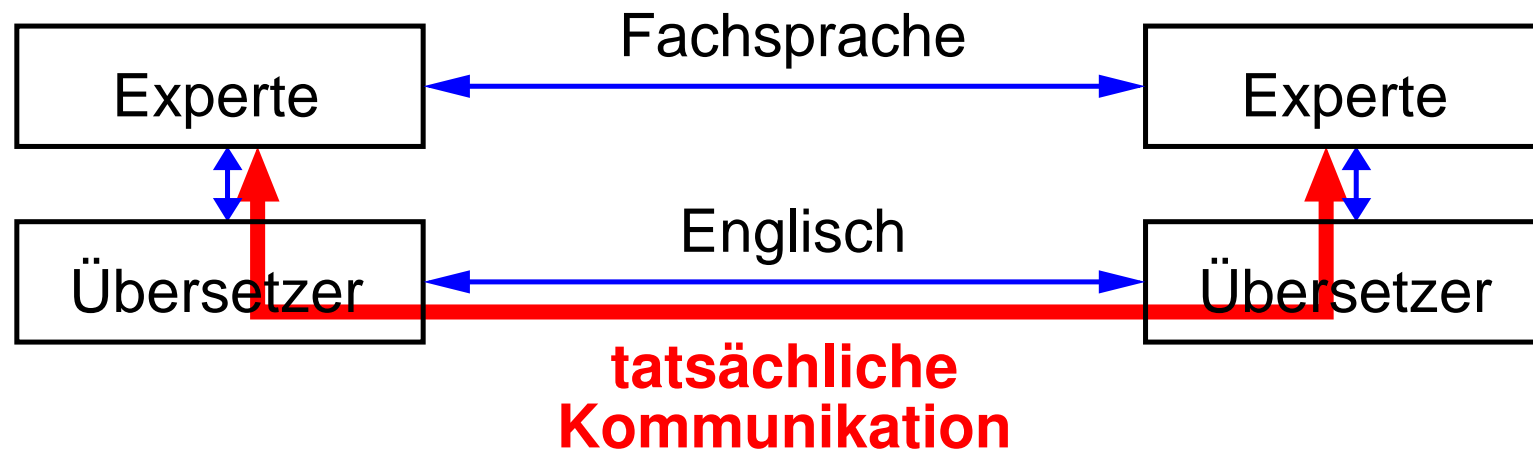 Fachsprache
Experte
Experte
Englisch
Übersetzer
Übersetzer
tatsächliche
Kommunikation